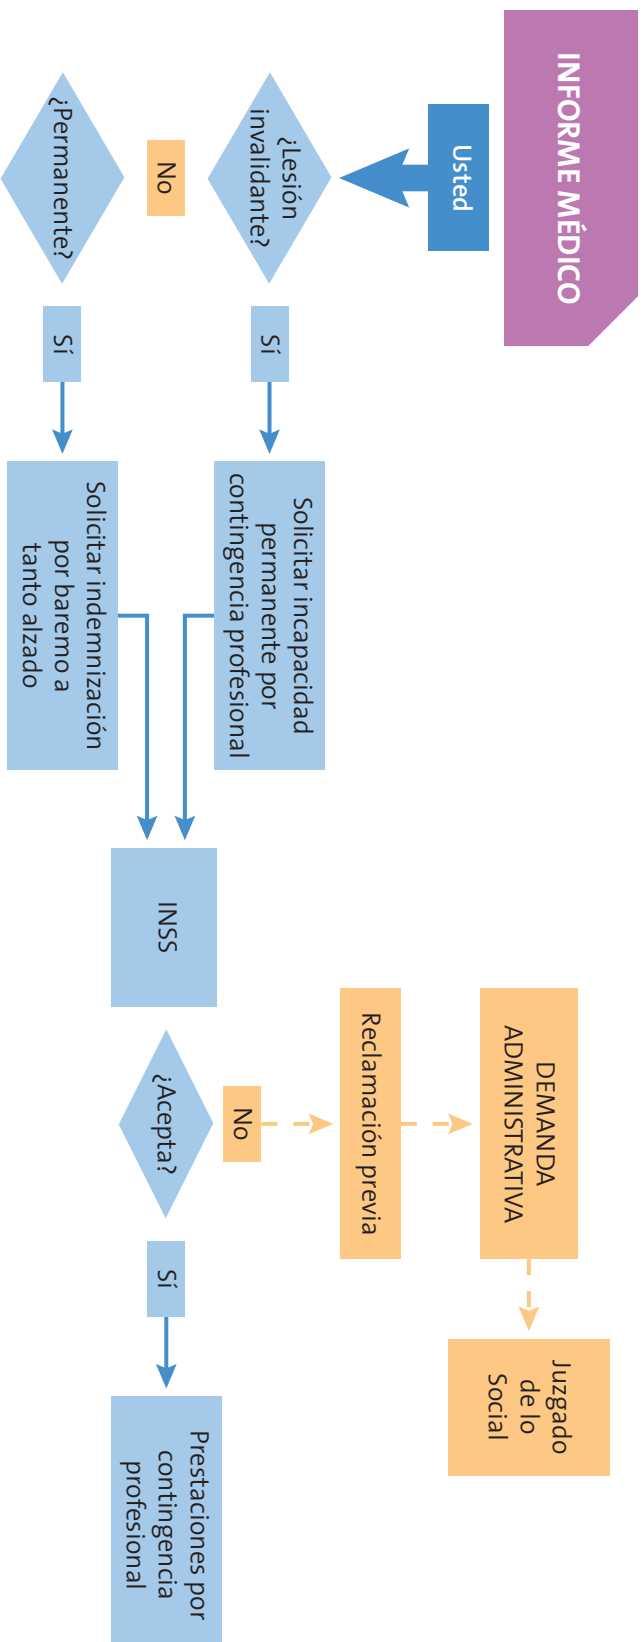 INFORME MÉDICO
Usted
¿Lesión
invalidante?
Sí
Solicitar incapacidad
permanente por
contingencia profesional
No
¿Permanente?
Sí
Solicitar indemnización
por baremo a
tanto alzado
INSS
¿Acepta?
No
Reclamación previa
DEMANDA
ADMINISTRATIVA
Juzgado
de lo
Social
Sí
Prestaciones por
contingencia
profesional